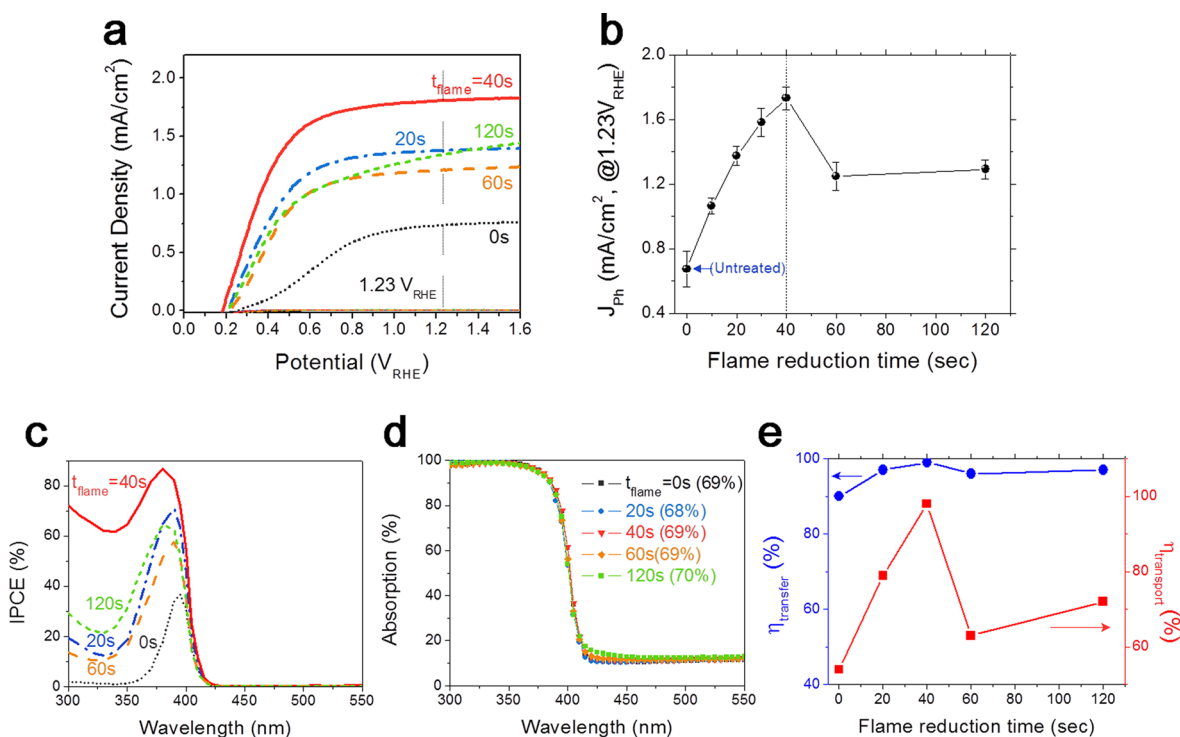 a
Current Density (mA/cm²)
2.0
1.5
1.0
0.5
0.0
t_flame=40s
20s
120s
60s
0s
1.23 V_RHE
0.0 0.2 0.4 0.6 0.8 1.0 1.2 1.4 1.6
Potential (V_RHE)
b
J_Ph (mA/cm², @1.23V_RHE)
2.0
1.6
1.2
0.8
0.4
(Untreated)
0 20 40 60 80 100 120
Flame reduction time (sec)
c
IPCE (%)
80
60
40
20
0
t_flame=40s
120s
20s
60s
0s
300 350 400 450 500 550
Wavelength (nm)
d
Absorption (%)
100
80
60
40
20
0
t_flame=0s (69%)
20s (68%)
40s (69%)
60s(69%)
120s (70%)
300 350 400 450 500 550
Wavelength (nm)
e
η_transfer (%)
100
80
60
40
η_transport (%)
100
80
60
0 20 40 60 80 100 120
Flame reduction time (sec)